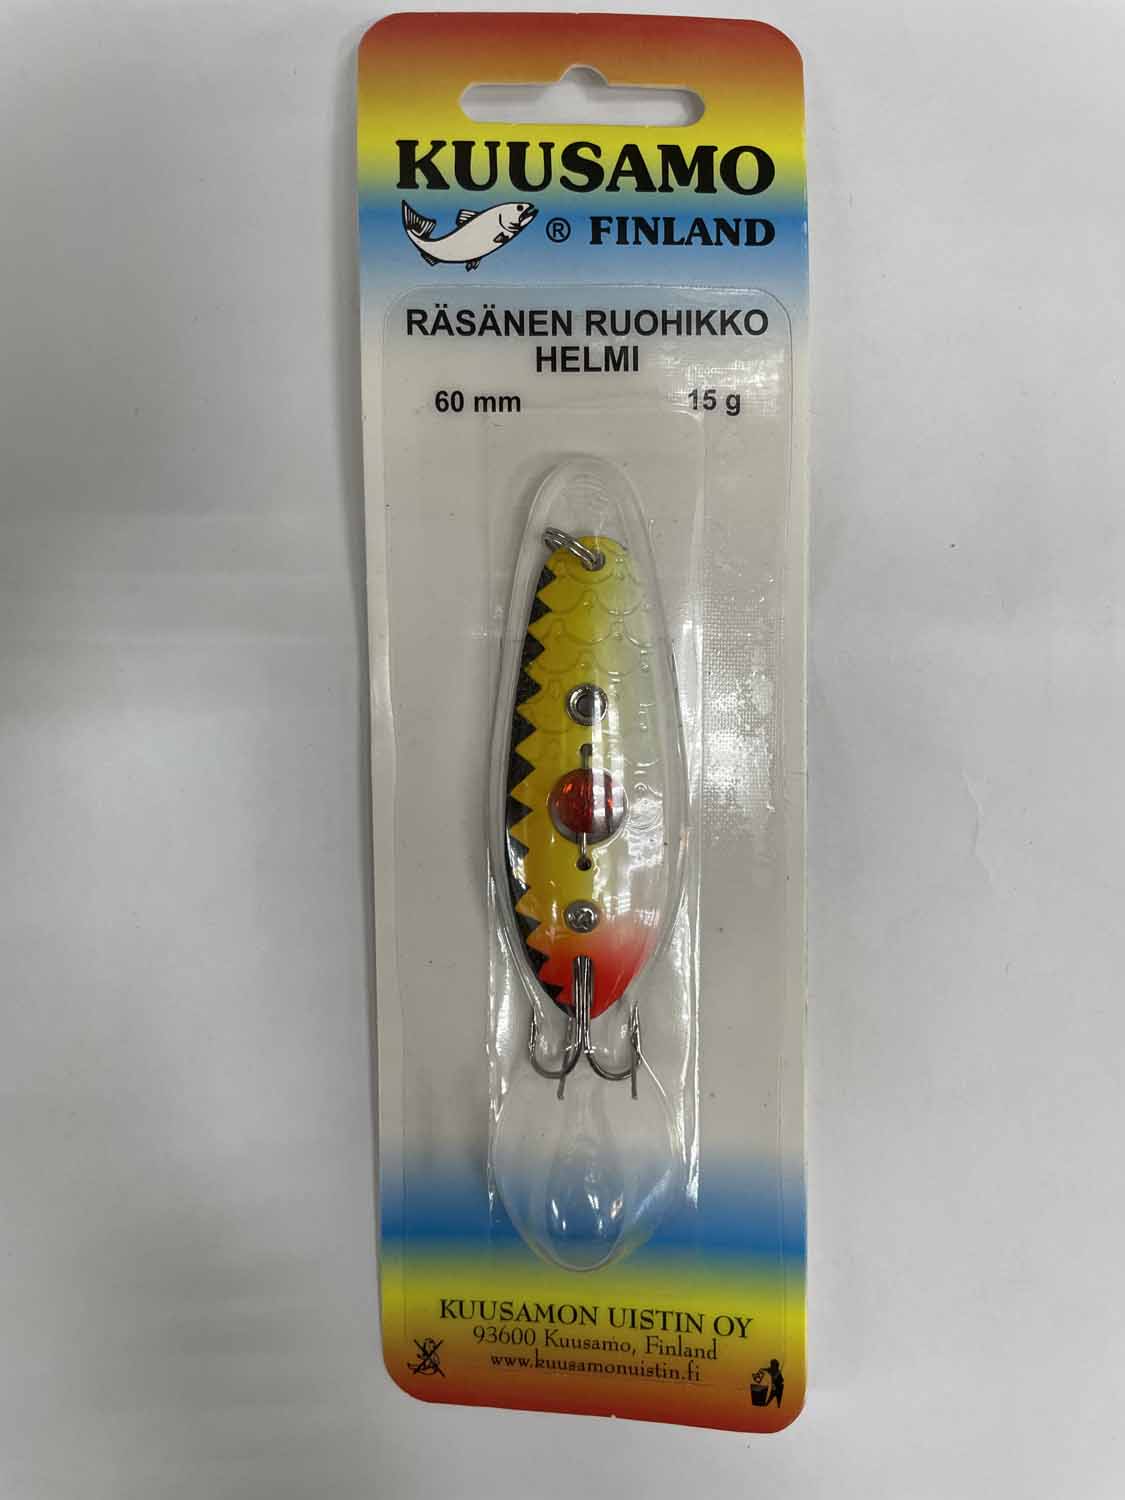 KUUSAMO
® FINLAND
RÄSÄNEN RUOHIKKO
HELMI
60 mm 15 g
KUUSAMON UISTIN OY
93600 Kuusamo, Finland
www.kuusamonuistin.fi